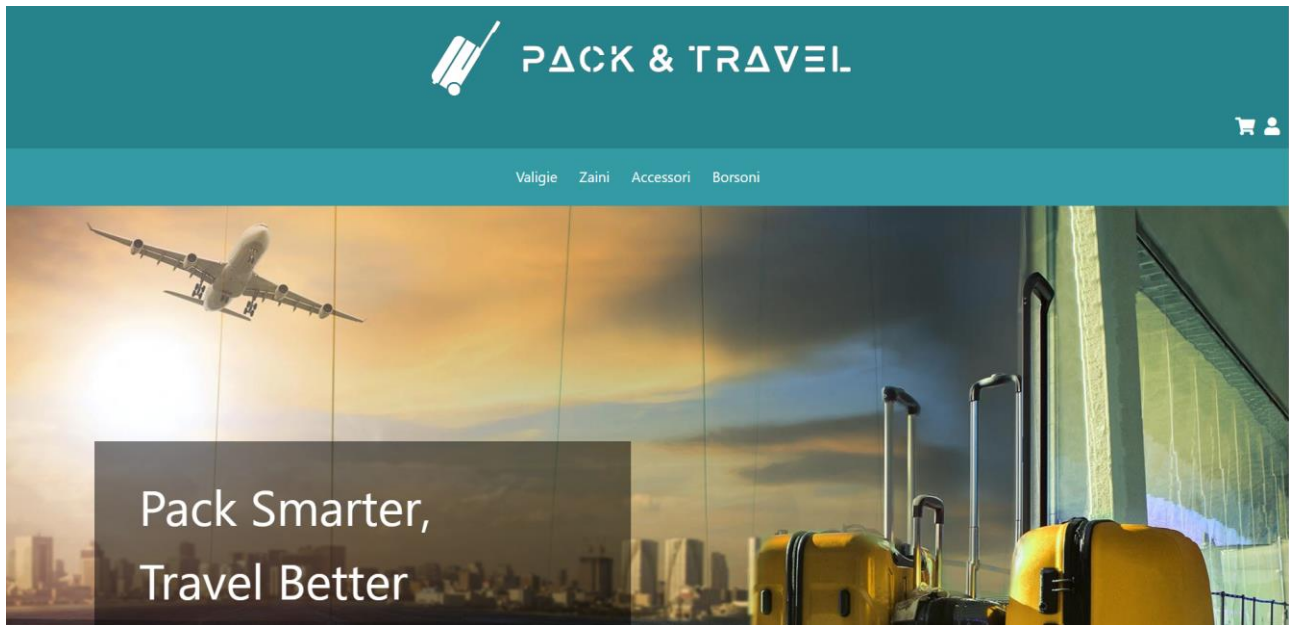 PACK & TRAVEL
Valigie Zaini Accessori Borsoni
Pack Smarter,
Travel Better